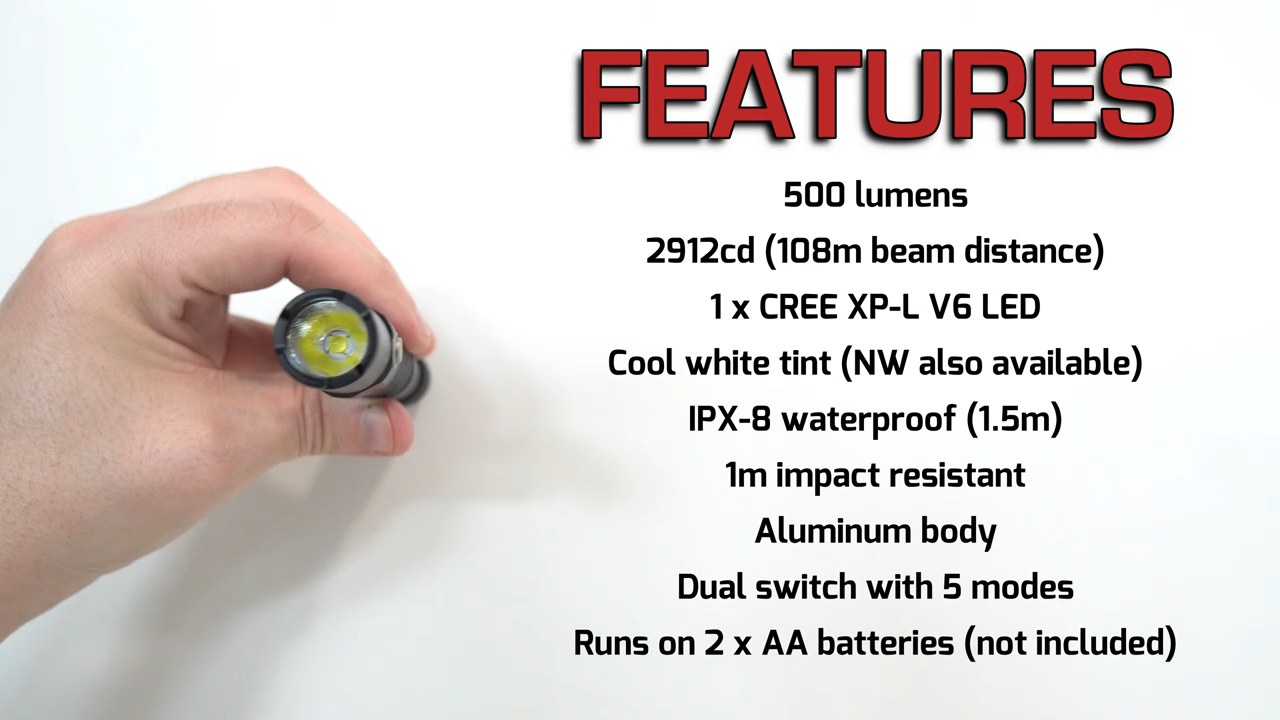 FEATURES
500 lumens
2912cd (108m beam distance)
1 x CREE XP-L V6 LED
Cool white tint (NW also available)
IPX-8 waterproof (1.5m)
1m impact resistant
Aluminum body
Dual switch with 5 modes
Runs on 2 x AA batteries (not included)